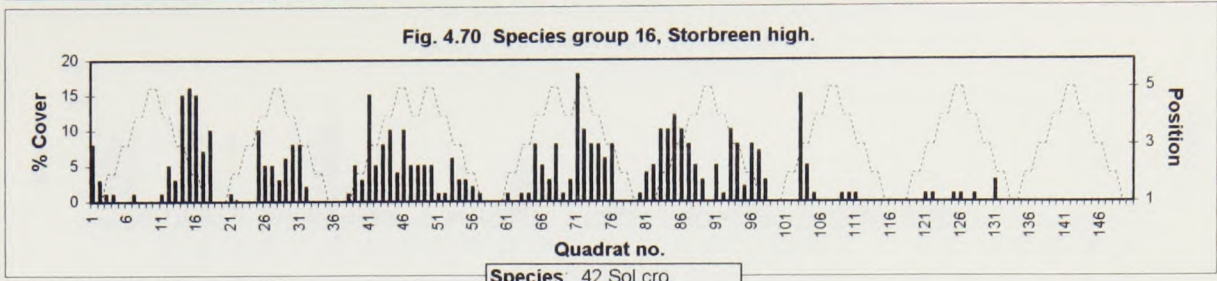 Fig. 4.70 Species group 16, Storbreen high.
20
15
10
5
0
% Cover
5
3
1
Position
1 6 11 16 21 26 31 36 41 46 51 56 61 66 71 76 81 86 91 96 101 106 111 116 121 126 131 136 141 146
Quadrat no.
Species: 42 Sol cro